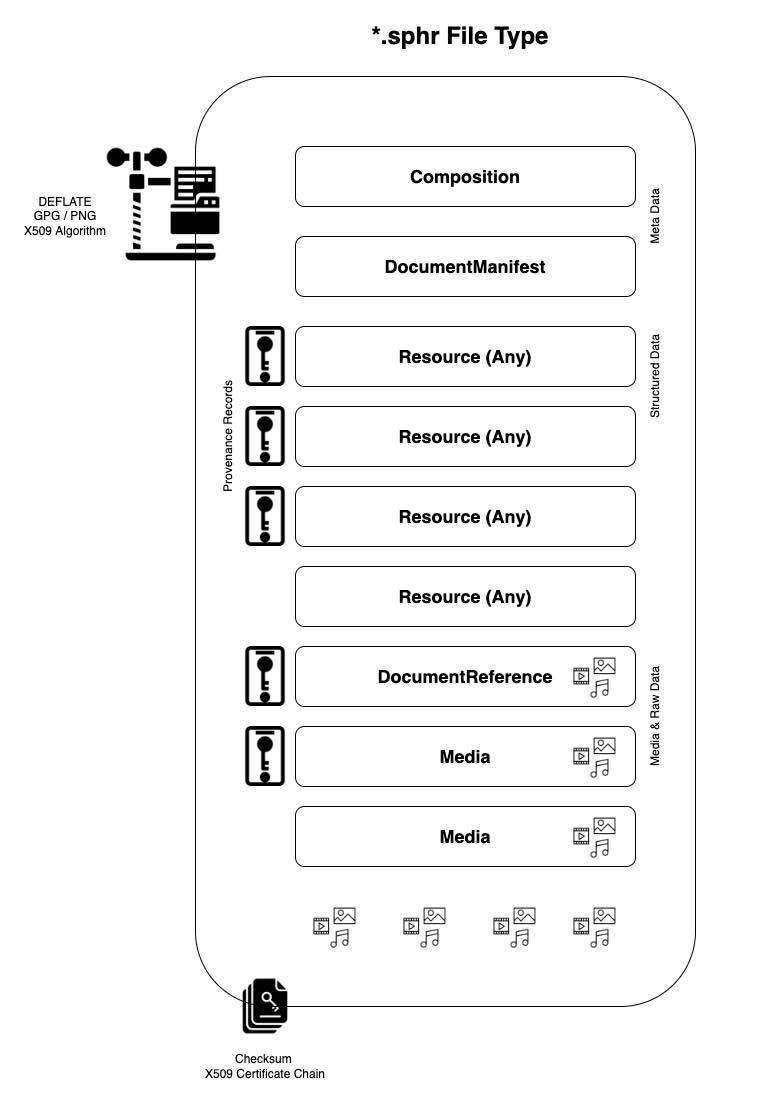 *.sphr File Type
DEFLATE
GPG / PNG
X509 Algorithm
Composition
Meta Data
DocumentManifest
Resource (Any)
Structured Data
Provenance Records
Resource (Any)
Resource (Any)
Resource (Any)
DocumentReference
Media & Raw Data
Media
Media
Checksum
X509 Certificate Chain